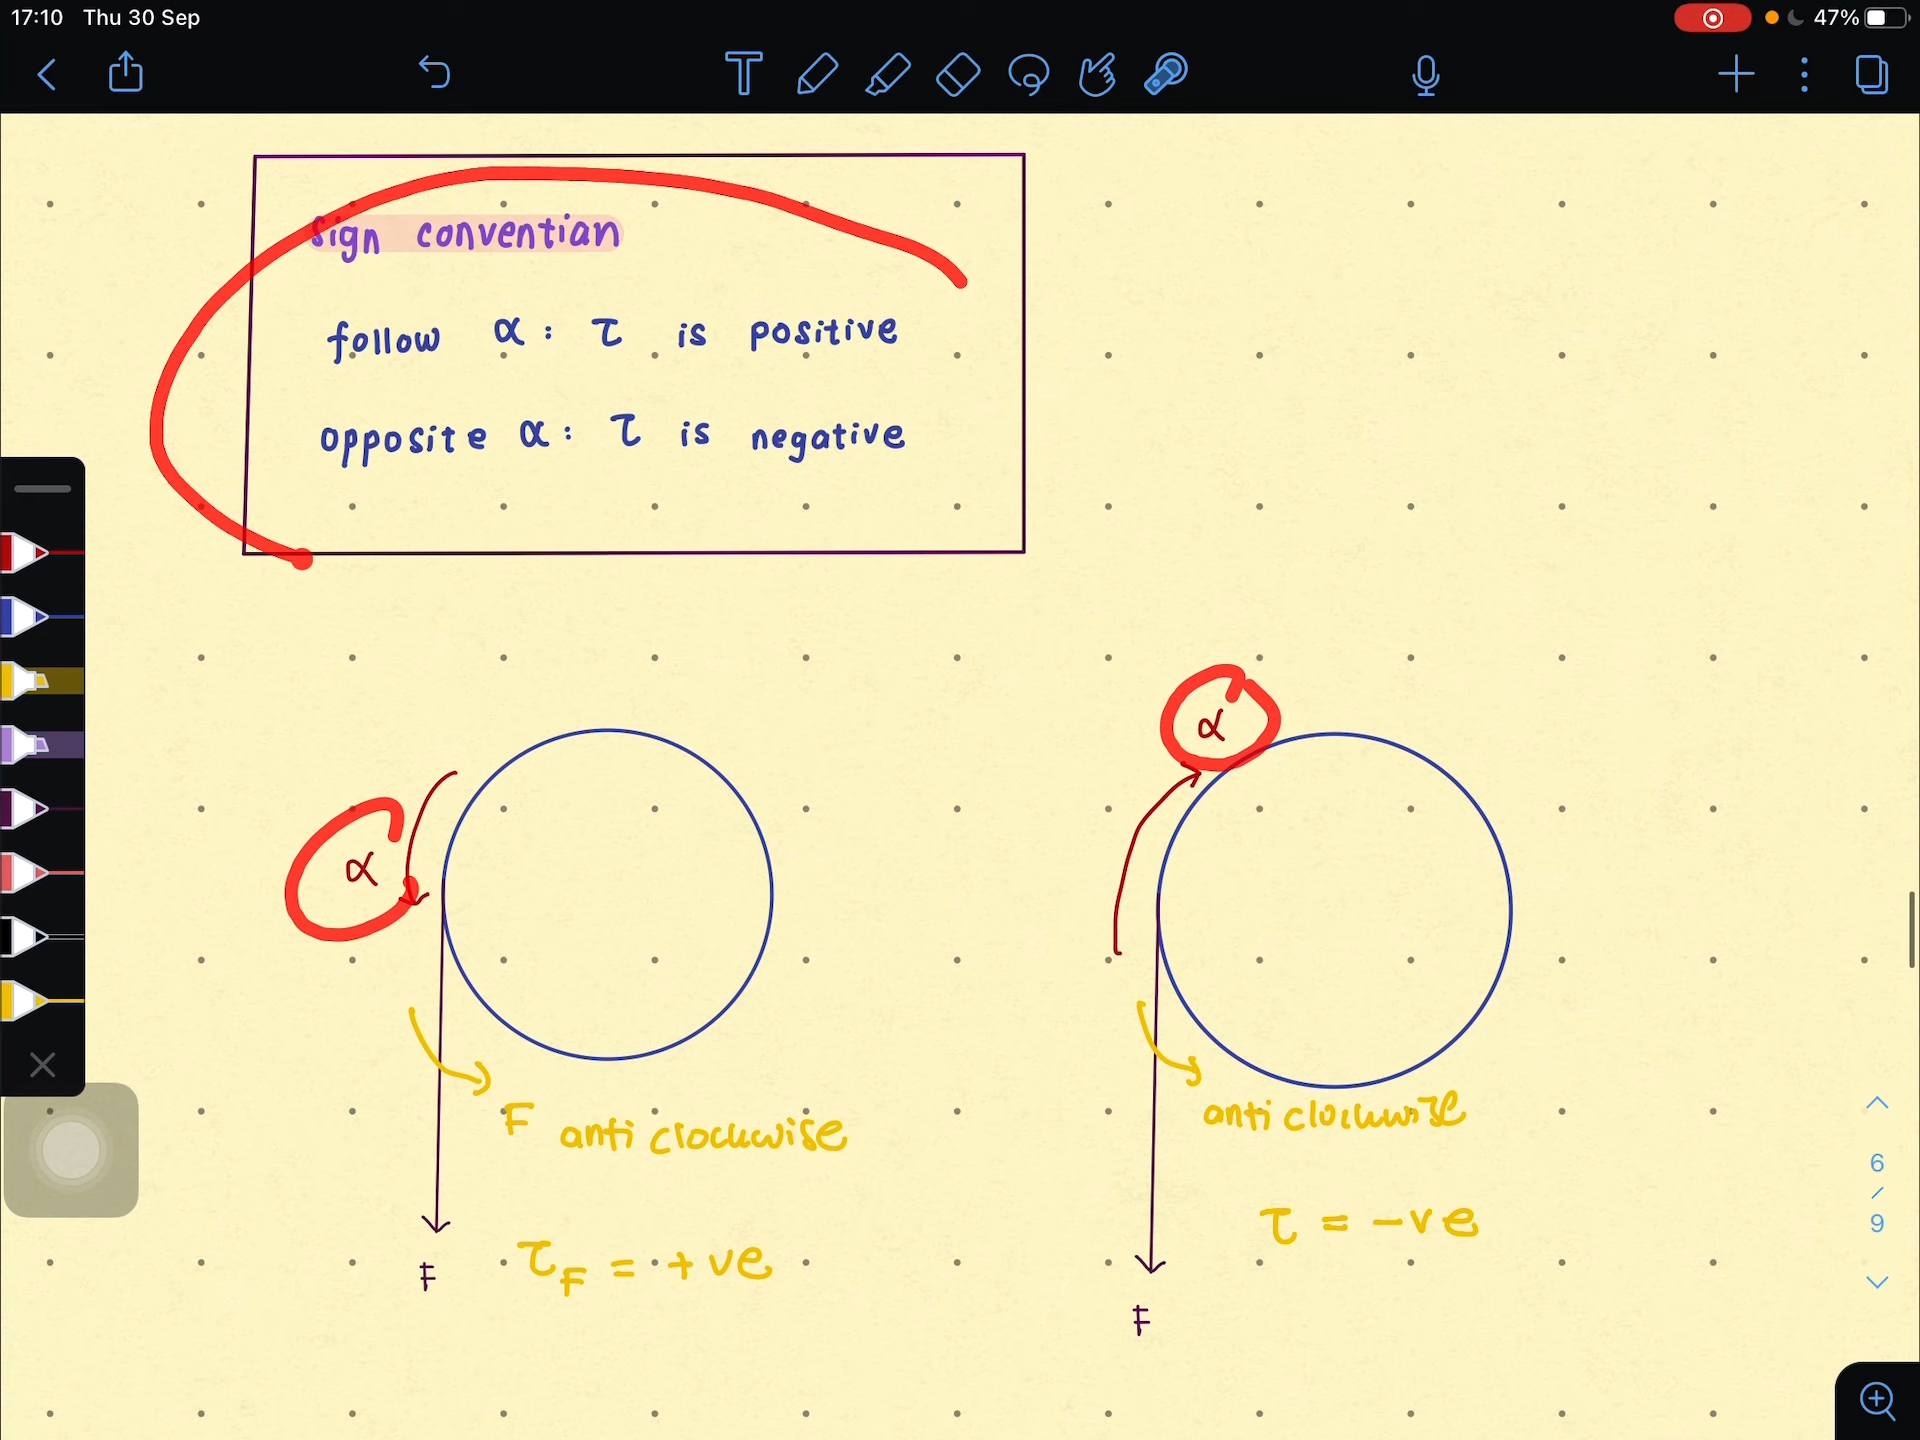 17:10 Thu 30 Sep
47%
T
sign conventian
follow α: τ is positive
opposite α: τ is negative
α
α
F anti clockwise
anti clockwise
τ = -ve
τF = +ve
F
F
6
/
9